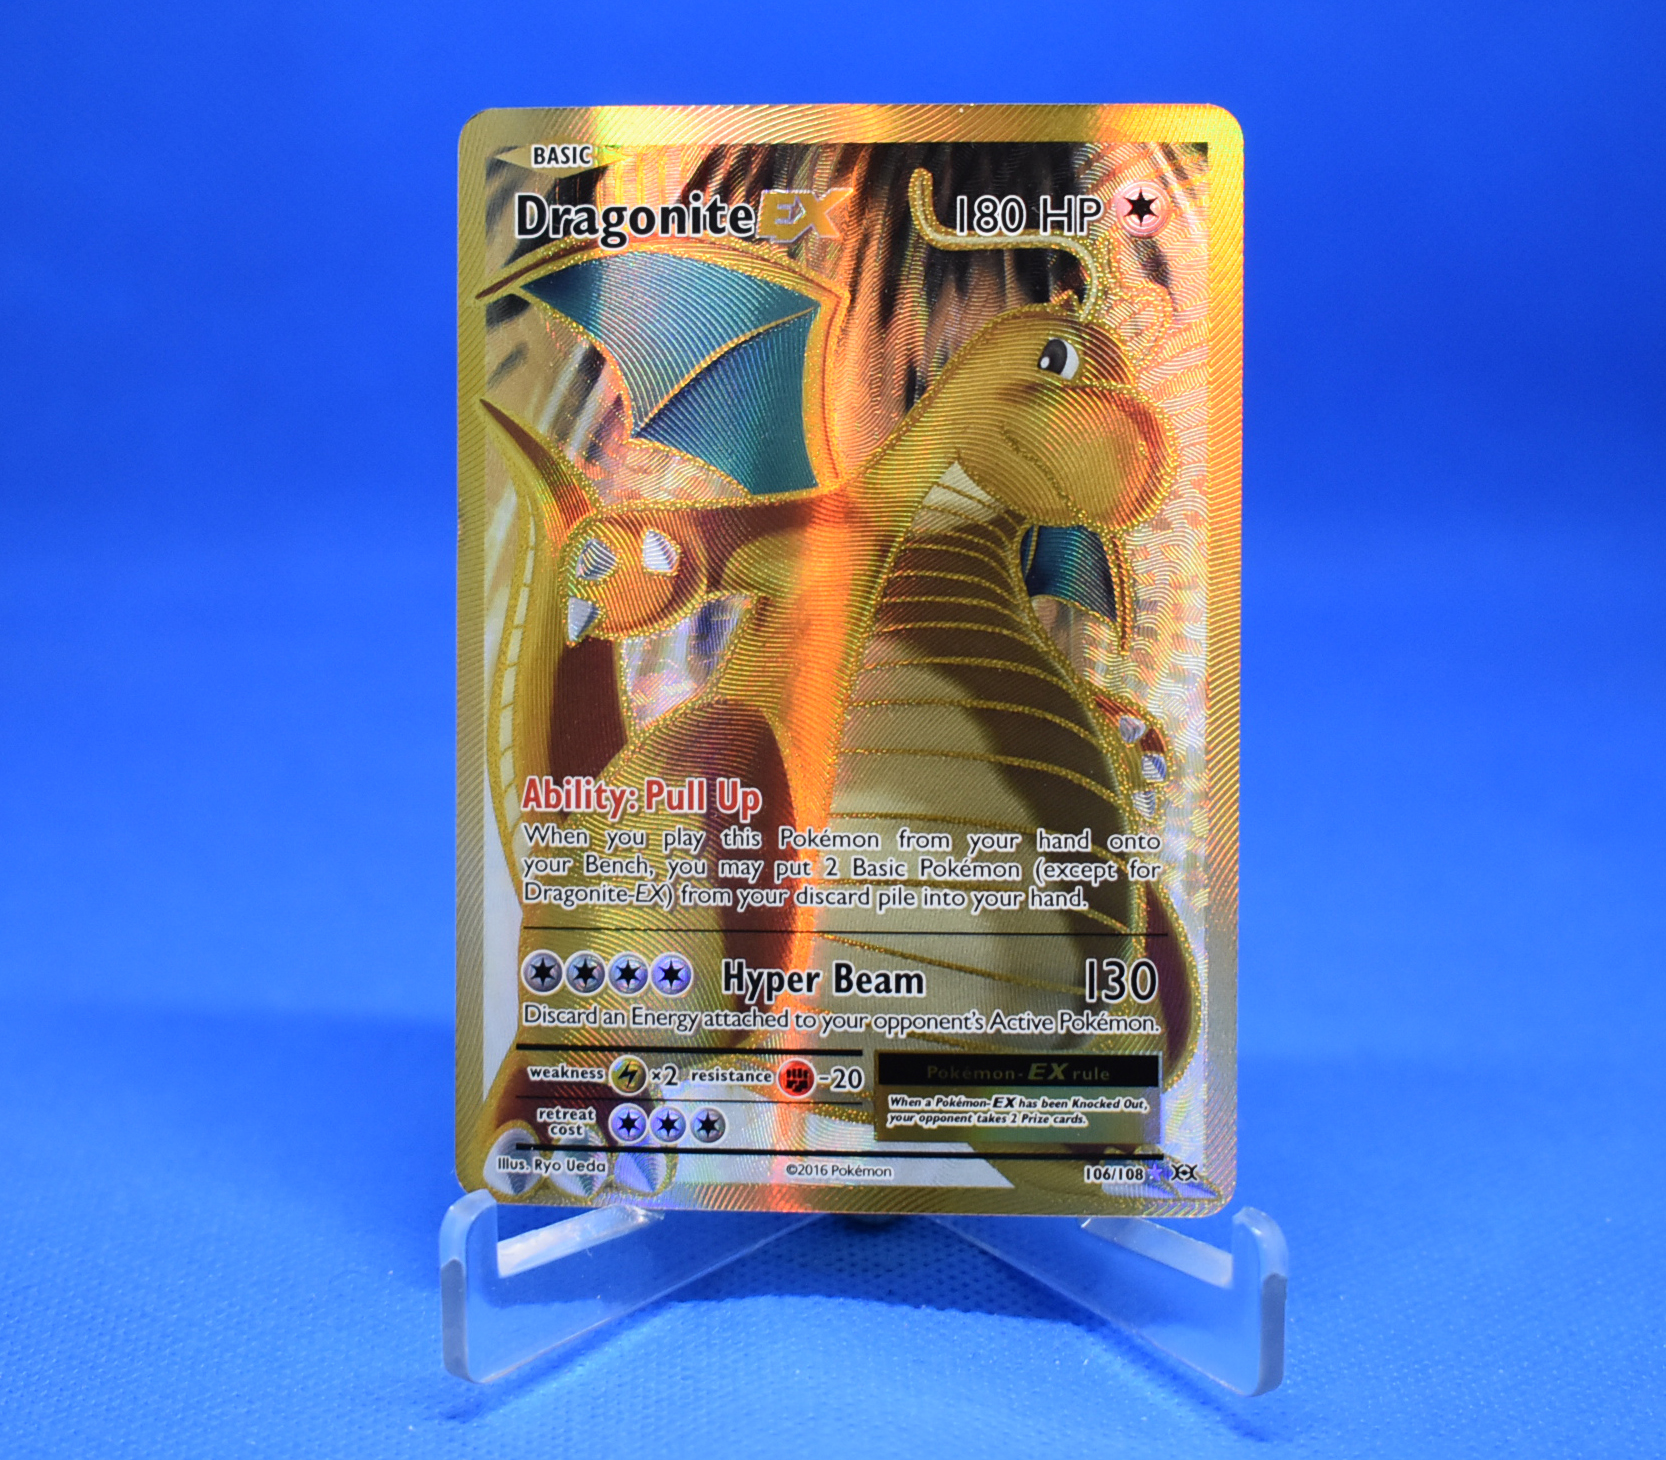 BASIC
Dragonite EX 180 HP
Ability: Pull Up
When you play this Pokémon from your hand onto
your Bench, you may put 2 Basic Pokémon (except for
Dragonite-EX) from your discard pile into your hand.
Hyper Beam 130
Discard an Energy attached to your opponent's Active Pokémon.
weakness ×2 resistance -20
Pokémon-EX rule
When a Pokémon-EX has been Knocked Out,
your opponent takes 2 Prize cards.
retreat
cost
Illus. Ryo Ueda ©2016 Pokémon 106/108